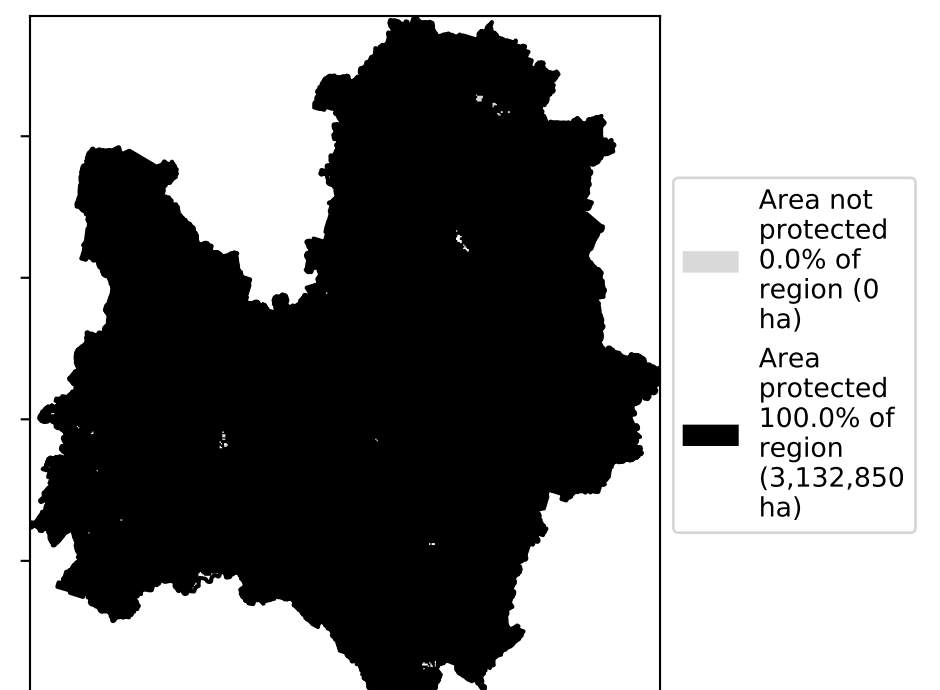 Area not
protected
0.0% of
region (0
ha)
Area
protected
100.0% of
region
(3,132,850
ha)